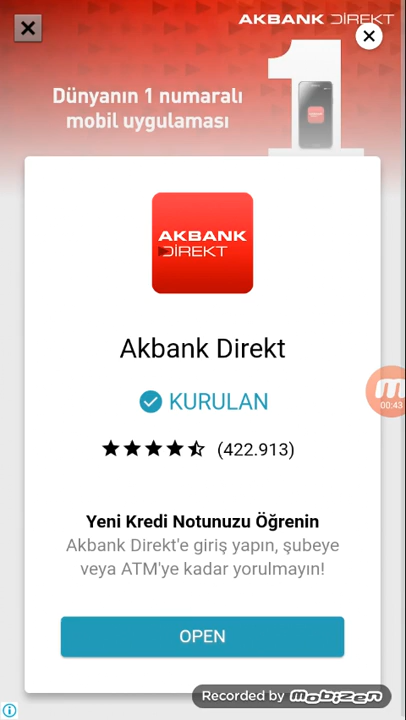 AKBANK DİREKT
Dünyanın 1 numaralı
mobil uygulaması
1
AKBANK
DİREKT
Akbank Direkt
KURULAN
(422.913)
00:43
Yeni Kredi Notunuzu Öğrenin
Akbank Direkt'e giriş yapın, şubeye
veya ATM'ye kadar yorulmayın!
OPEN
Recorded by Mobizen